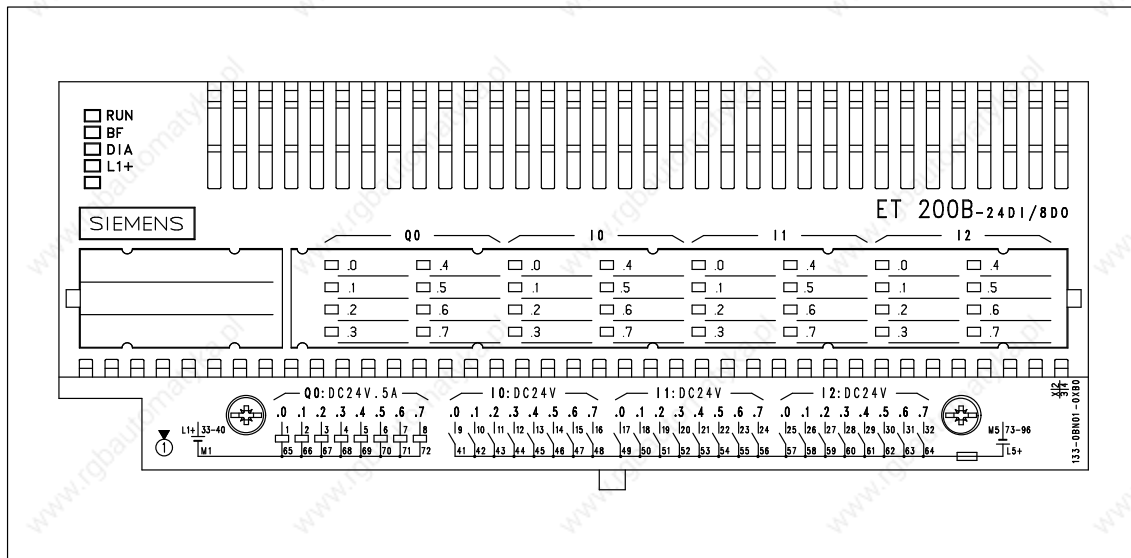 RUN
BF
DIA
L1+
SIEMENS
ET 200B-24DI/8DO
Q0 I0 I1 I2
.0 .4 .0 .4 .0 .4 .0 .4
.1 .5 .1 .5 .1 .5 .1 .5
.2 .6 .2 .6 .2 .6 .2 .6
.3 .7 .3 .7 .3 .7 .3 .7
Q0:DC24V.5A I0:DC24V I1:DC24V I2:DC24V
.0 .1 .2 .3 .4 .5 .6 .7 .0 .1 .2 .3 .4 .5 .6 .7 .0 .1 .2 .3 .4 .5 .6 .7 .0 .1 .2 .3 .4 .5 .6 .7
L1+ 33-40 1 2 3 4 5 6 7 8 9 10 11 12 13 14 15 16 17 18 19 20 21 22 23 24 25 26 27 28 29 30 31 32 M5 73-96
1 M1 65 66 67 68 69 70 71 72 41 42 43 44 45 46 47 48 49 50 51 52 53 54 55 56 57 58 59 60 61 62 63 64 L5+
X12
34
133-0BN01-0XB0
www.rgbautomatyka.pl